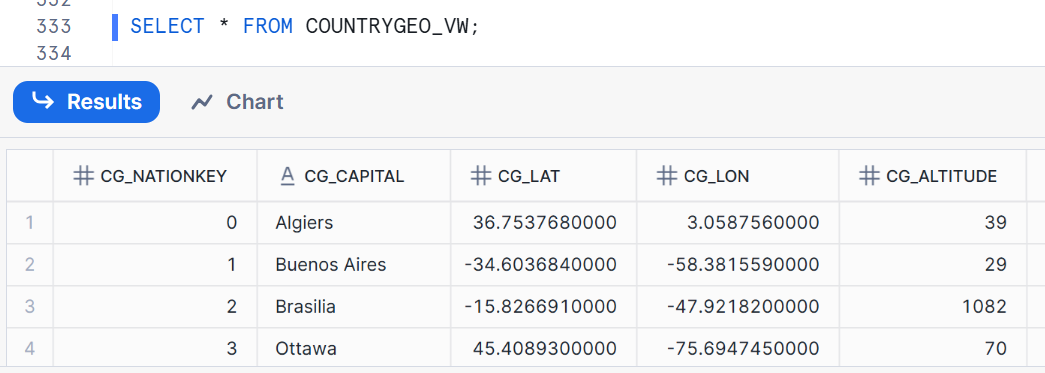 332
333 SELECT * FROM COUNTRYGEO_VW;
334
Results Chart
CG_NATIONKEY A CG_CAPITAL CG_LAT CG_LON CG_ALTITUDE
1 0 Algiers 36.7537680000 3.0587560000 39
2 1 Buenos Aires -34.6036840000 -58.3815590000 29
3 2 Brasilia -15.8266910000 -47.9218200000 1082
4 3 Ottawa 45.4089300000 -75.6947450000 70